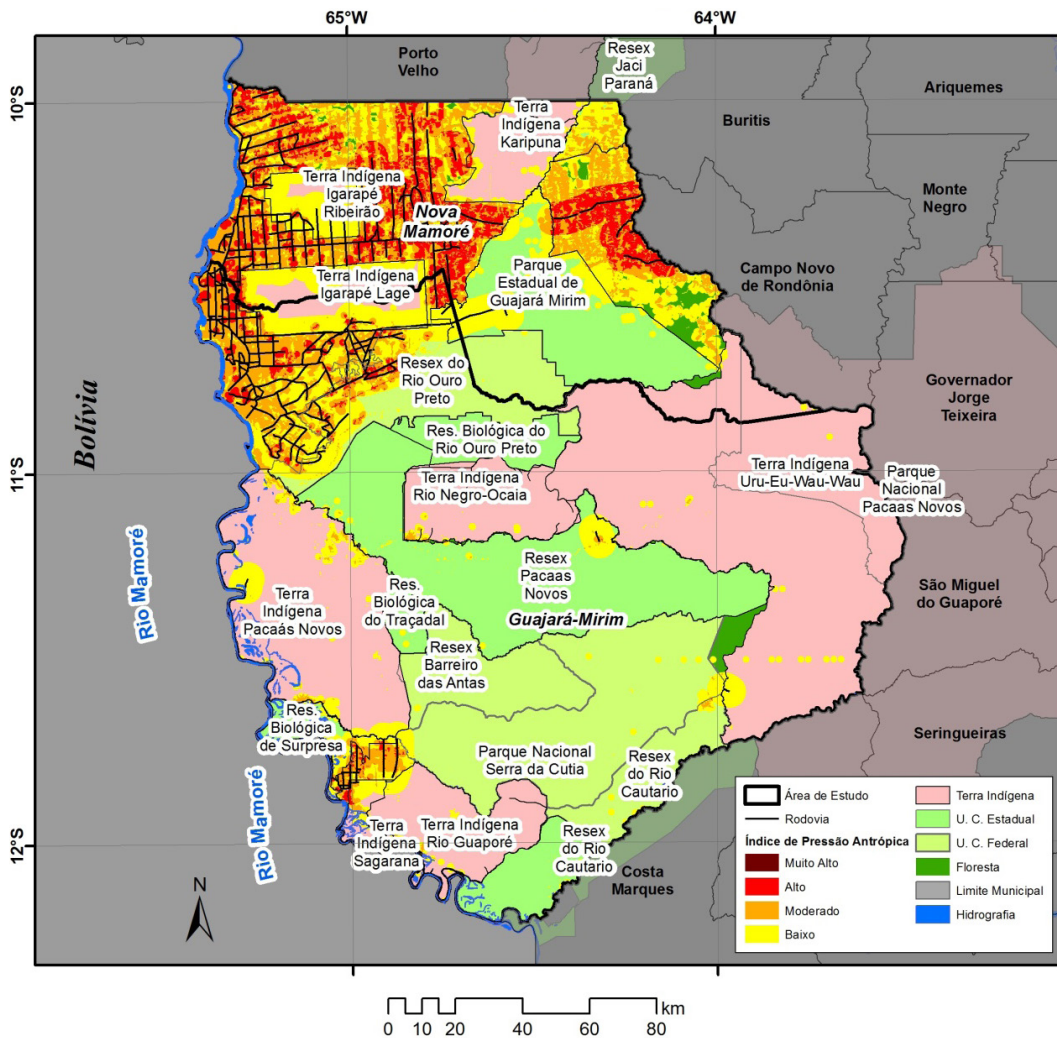 65°W
64°W
Porto
Velho
Resex
Jaci
Paraná
Ariquemes
10°S
Terra
Indígena
Karipuna
Buritis
Terra Indígena
Igarapé
Ribeirão
Monte
Negro
Nova
Mamoré
Terra Indígena
Igarapé Lage
Parque
Estadual de
Guajará Mirim
Campo Novo
de Rondônia
Resex do
Rio Ouro
Preto
Governador
Jorge
Teixeira
Bolívia
Res. Biológica do
Rio Ouro Preto
11°S
Terra Indígena
Rio Negro-Ocaia
Terra Indígena
Uru-Eu-Wau-Wau
Parque
Nacional
Pacaas Novos
Rio Mamoré
Resex
Pacaas
Novos
Terra
Indígena
Pacaás Novos
Res.
Biológica
do Traçadal
Guajará-Mirim
São Miguel
do Guaporé
Resex
Barreiro
das Antas
Res.
Biológica
de Surpresa
Parque Nacional
Serra da Cutia
Resex
do Rio
Cautario
Seringueiras
Rio Mamoré
12°S
Terra
Indígena
Sagarana
Terra Indígena
Rio Guaporé
Resex
do Rio
Cautario
Costa
Marques
Área de Estudo
Rodovia
Índice de Pressão Antrópica
Muito Alto
Alto
Moderado
Baixo
Terra Indígena
U. C. Estadual
U. C. Federal
Floresta
Limite Municipal
Hidrografia
N
65°W
64°W
km
0 10 20 40 60 80